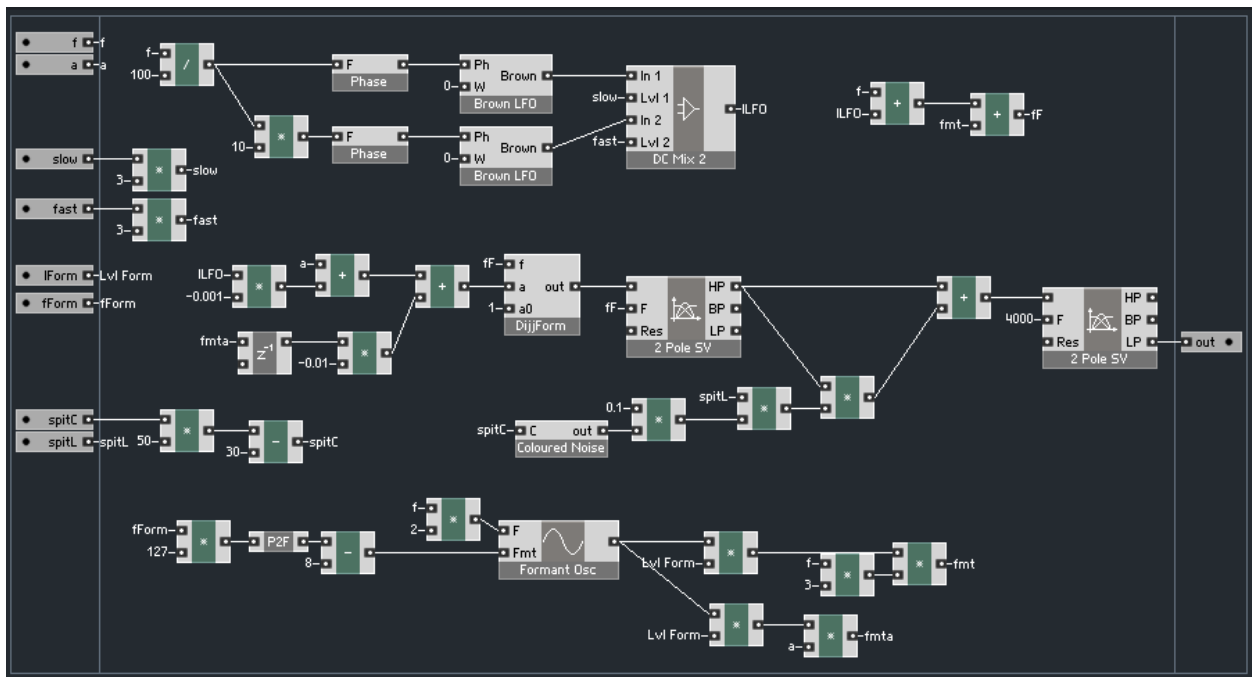 f f
a a
f
100
/
F
Phase
Ph
W
0
Brown
Brown LFO
In 1
Lvl 1
In 2
Lvl 2
slow
fast
DC Mix 2
ILFO
f
ILFO
+
fmt
+
fF
10
*
F
Phase
Ph
W
0
Brown
Brown LFO
slow
3
*
slow
fast
3
*
fast
lForm Lvl Form
fForm fForm
ILFO
-0.001
*
a
+
+
fF
f
a
a0
1
out
DijjForm
fF
F
Res
HP
BP
LP
2 Pole SV
+
4000
F
Res
HP
BP
LP
2 Pole SV
out
fmta
z-1
-0.01
*
spitC
spitL spitL
50
*
30
-
spitC
spitC
C out
Coloured Noise
0.1
*
spitL
*
*
fForm
127
*
P2F
8
-
f
2
*
F
Fmt
Formant Osc
Lvl Form
*
f
3
*
*
fmt
Lvl Form
*
a
*
fmta